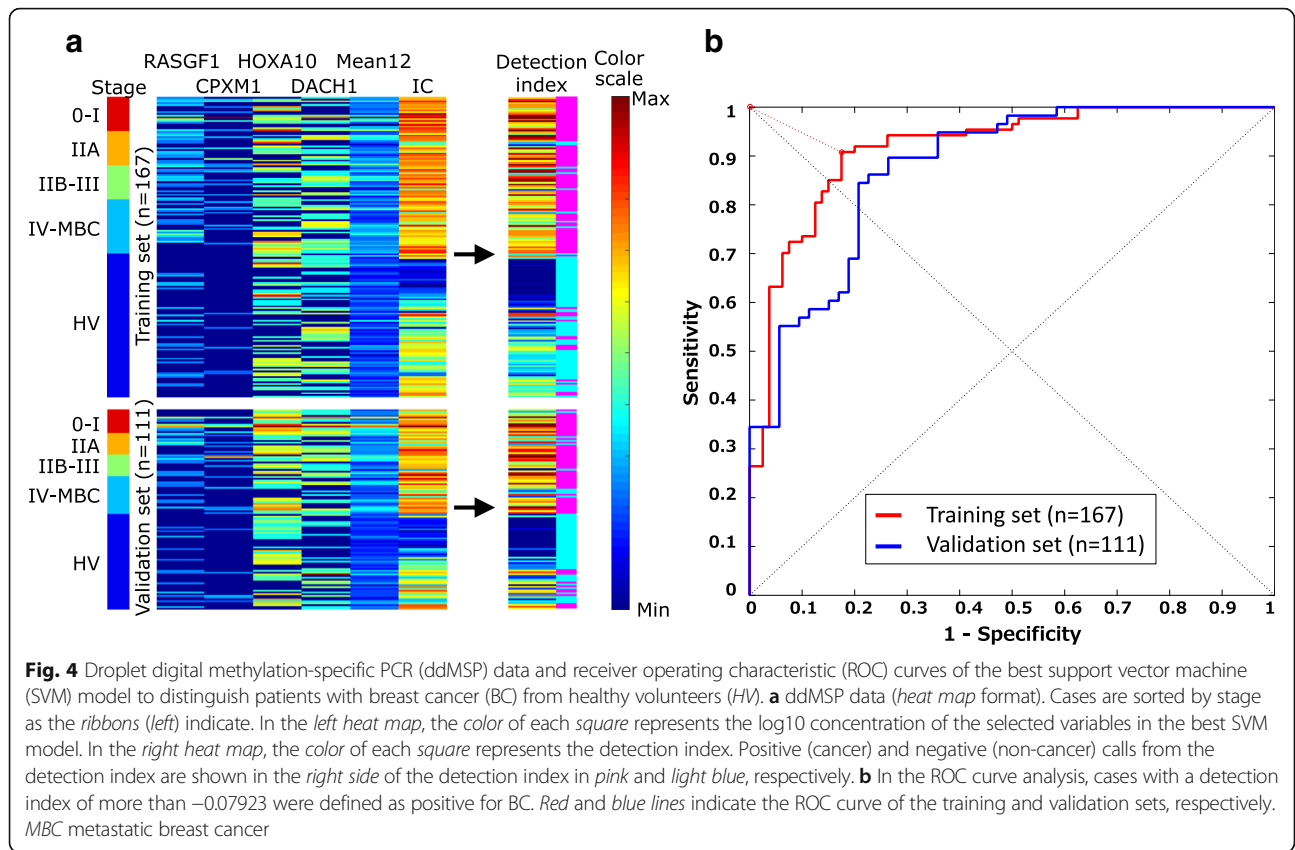 a
RASGF1 HOXA10 Mean12
CPXM1 DACH1 IC
Stage
Detection
index
Color
scale
Max
Min
0-I
IIA
IIB-III
IV-MBC
HV
Training set (n=167)
0-I
IIA
IIB-III
IV-MBC
HV
Validation set (n=111)
b
1
0.9
0.8
0.7
0.6
0.5
0.4
0.3
0.2
0.1
0
Sensitivity
0 0.1 0.2 0.3 0.4 0.5 0.6 0.7 0.8 0.9 1
1 - Specificity
Training set (n=167)
Validation set (n=111)
Fig. 4 Droplet digital methylation-specific PCR (ddMSP) data and receiver operating characteristic (ROC) curves of the best support vector machine
(SVM) model to distinguish patients with breast cancer (BC) from healthy volunteers (HV). a ddMSP data (heat map format). Cases are sorted by stage
as the ribbons (left) indicate. In the left heat map, the color of each square represents the log10 concentration of the selected variables in the best SVM
model. In the right heat map, the color of each square represents the detection index. Positive (cancer) and negative (non-cancer) calls from the
detection index are shown in the right side of the detection index in pink and light blue, respectively. b In the ROC curve analysis, cases with a detection
index of more than −0.07923 were defined as positive for BC. Red and blue lines indicate the ROC curve of the training and validation sets, respectively.
MBC metastatic breast cancer